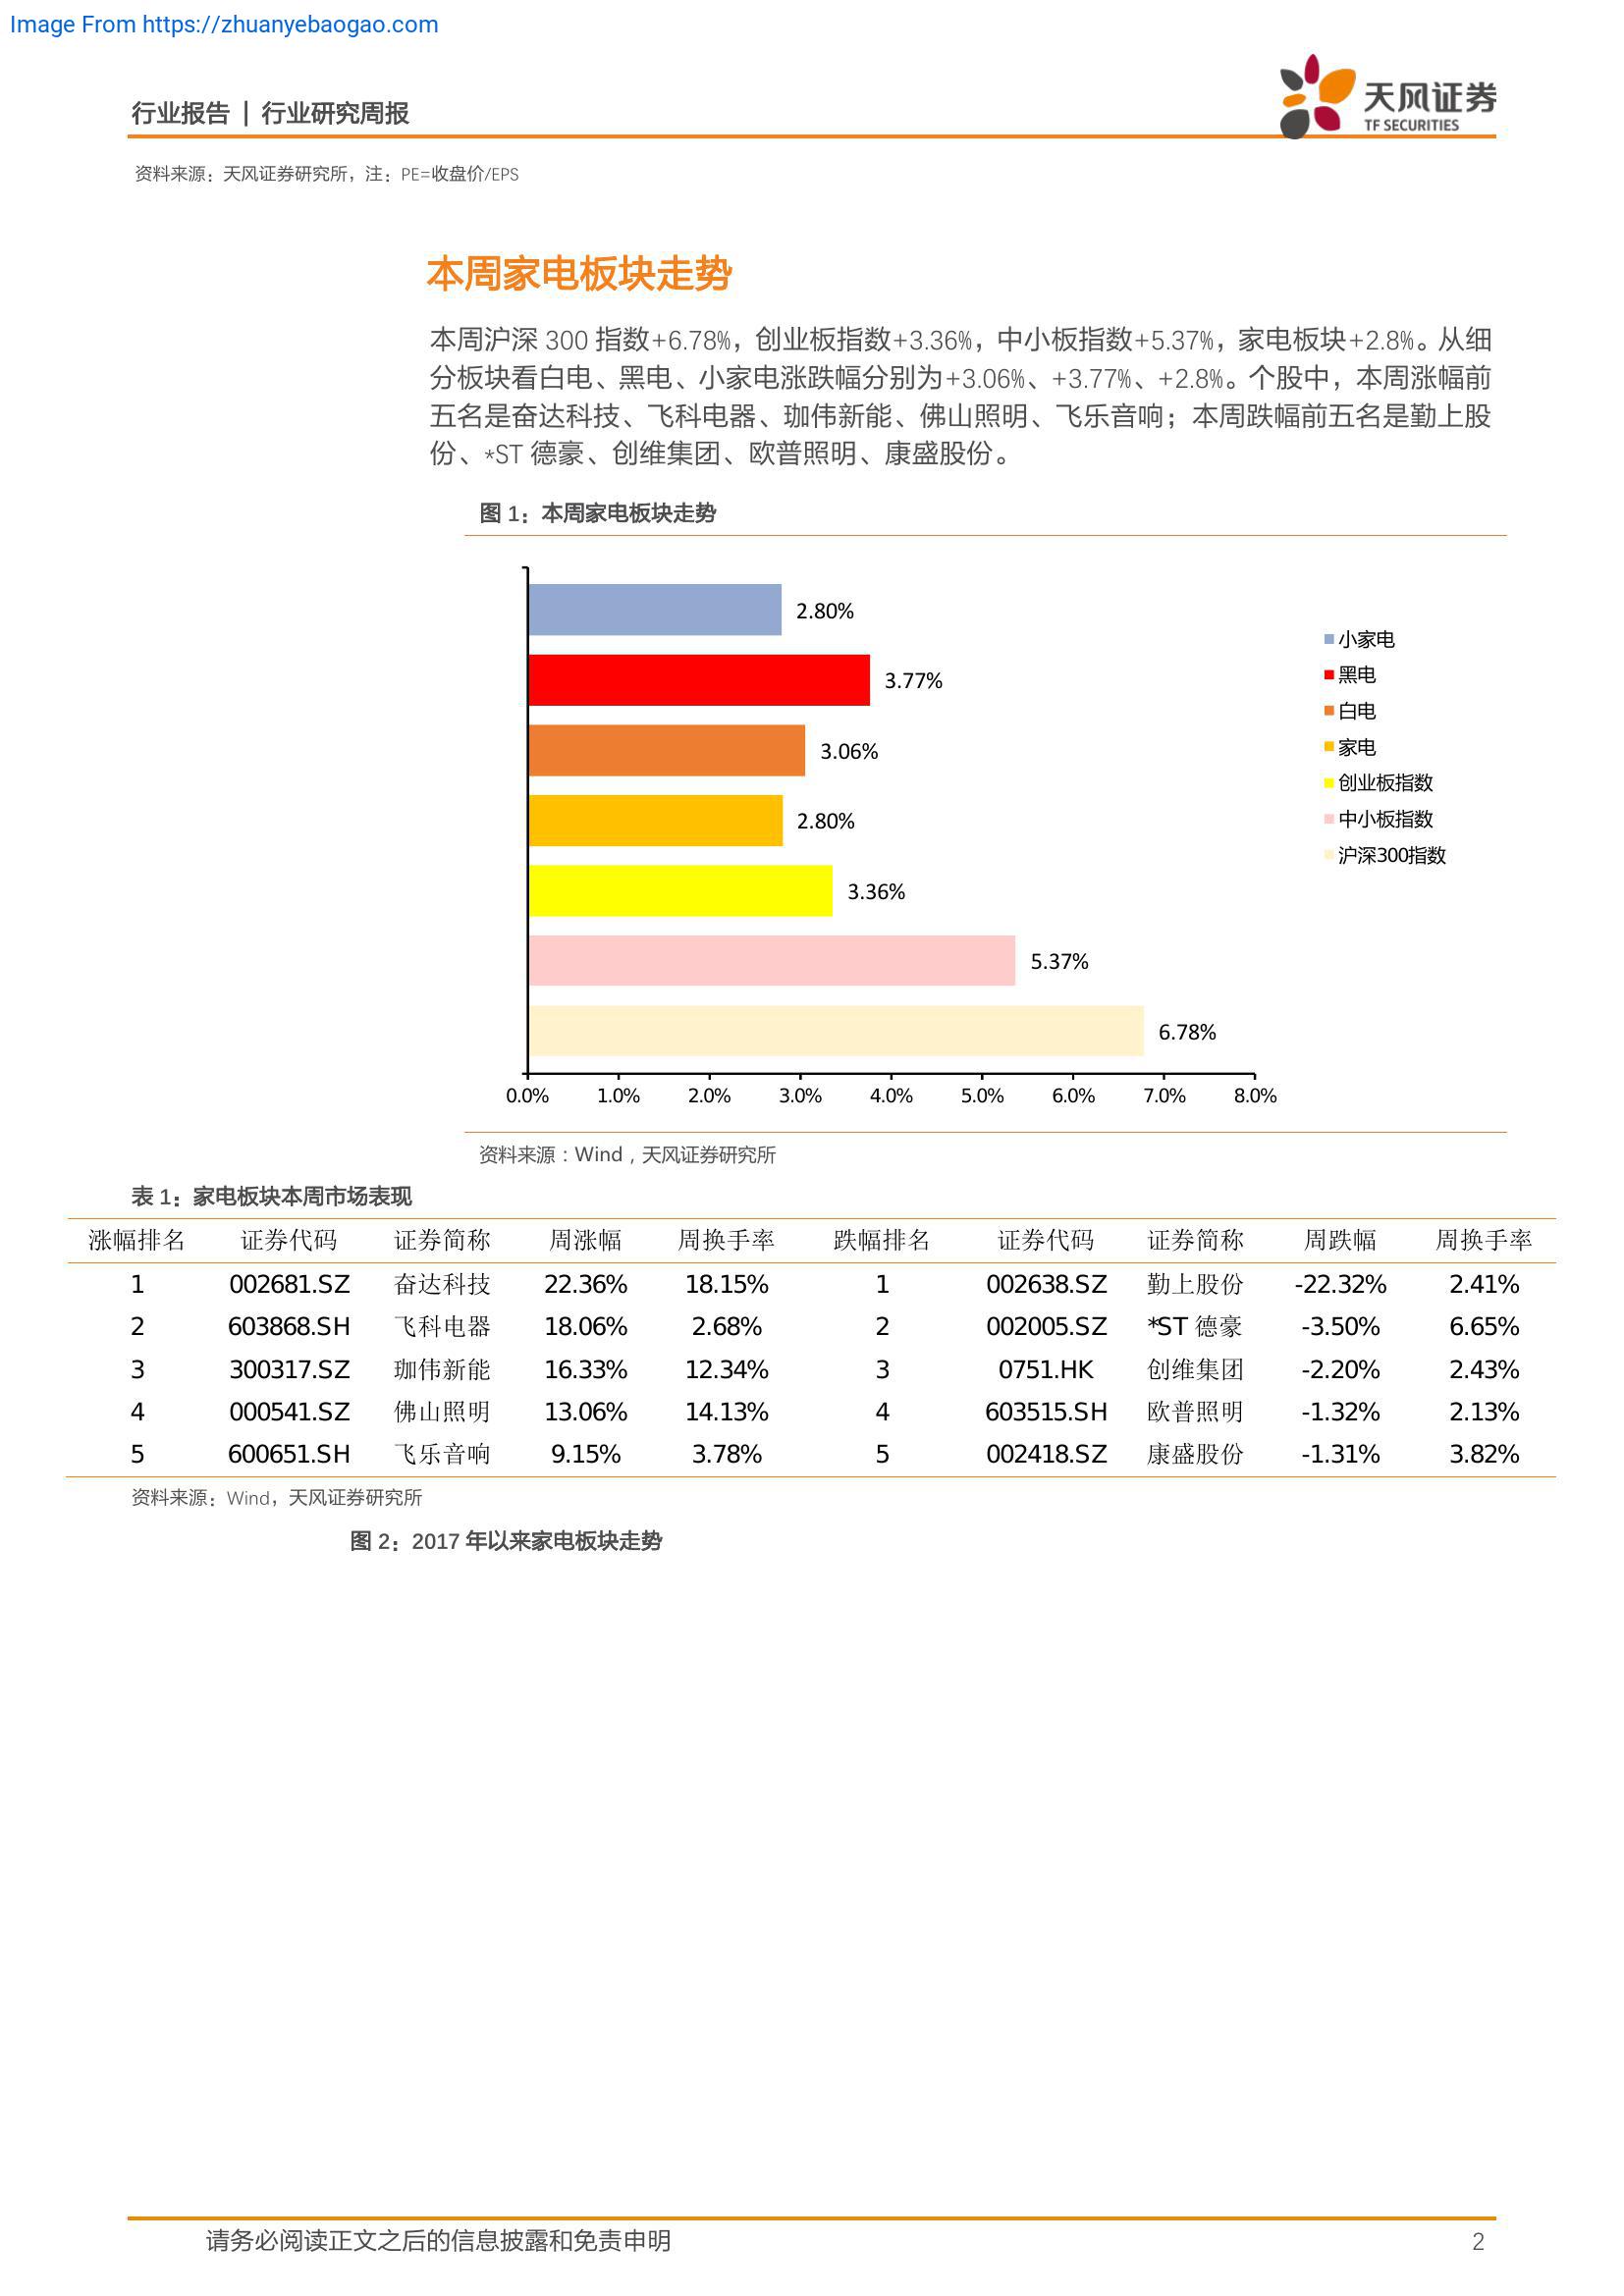 Image From https://zhuanyebaogao.com
行业报告 | 行业研究周报
天风证券
TF SECURITIES
资料来源：天风证券研究所，注：PE=收盘价/EPS
本周家电板块走势
本周沪深 300 指数+6.78%，创业板指数+3.36%，中小板指数+5.37%，家电板块+2.8%。从细
分板块看白电、黑电、小家电涨跌幅分别为+3.06%、+3.77%、+2.8%。个股中，本周涨幅前
五名是奋达科技、飞科电器、珈伟新能、佛山照明、飞乐音响；本周跌幅前五名是勤上股
份、*ST 德豪、创维集团、欧普照明、康盛股份。
图 1：本周家电板块走势
2.80%
3.77%
3.06%
2.80%
3.36%
5.37%
6.78%
0.0% 1.0% 2.0% 3.0% 4.0% 5.0% 6.0% 7.0% 8.0%
小家电
黑电
白电
家电
创业板指数
中小板指数
沪深300指数
资料来源：Wind，天风证券研究所
表 1：家电板块本周市场表现
涨幅排名 证券代码 证券简称 周涨幅 周换手率 跌幅排名 证券代码 证券简称 周跌幅 周换手率
1 002681.SZ 奋达科技 22.36% 18.15% 1 002638.SZ 勤上股份 -22.32% 2.41%
2 603868.SH 飞科电器 18.06% 2.68% 2 002005.SZ *ST 德豪 -3.50% 6.65%
3 300317.SZ 珈伟新能 16.33% 12.34% 3 0751.HK 创维集团 -2.20% 2.43%
4 000541.SZ 佛山照明 13.06% 14.13% 4 603515.SH 欧普照明 -1.32% 2.13%
5 600651.SH 飞乐音响 9.15% 3.78% 5 002418.SZ 康盛股份 -1.31% 3.82%
资料来源：Wind，天风证券研究所
图 2：2017 年以来家电板块走势
请务必阅读正文之后的信息披露和免责申明 2